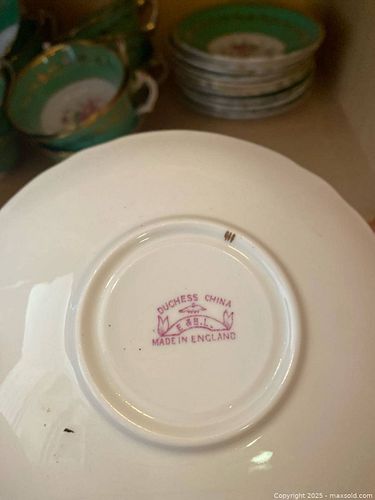 DUCHESS CHINA
E. & B. L.
MADE IN ENGLAND
Copyright 2025 - maxsold.com